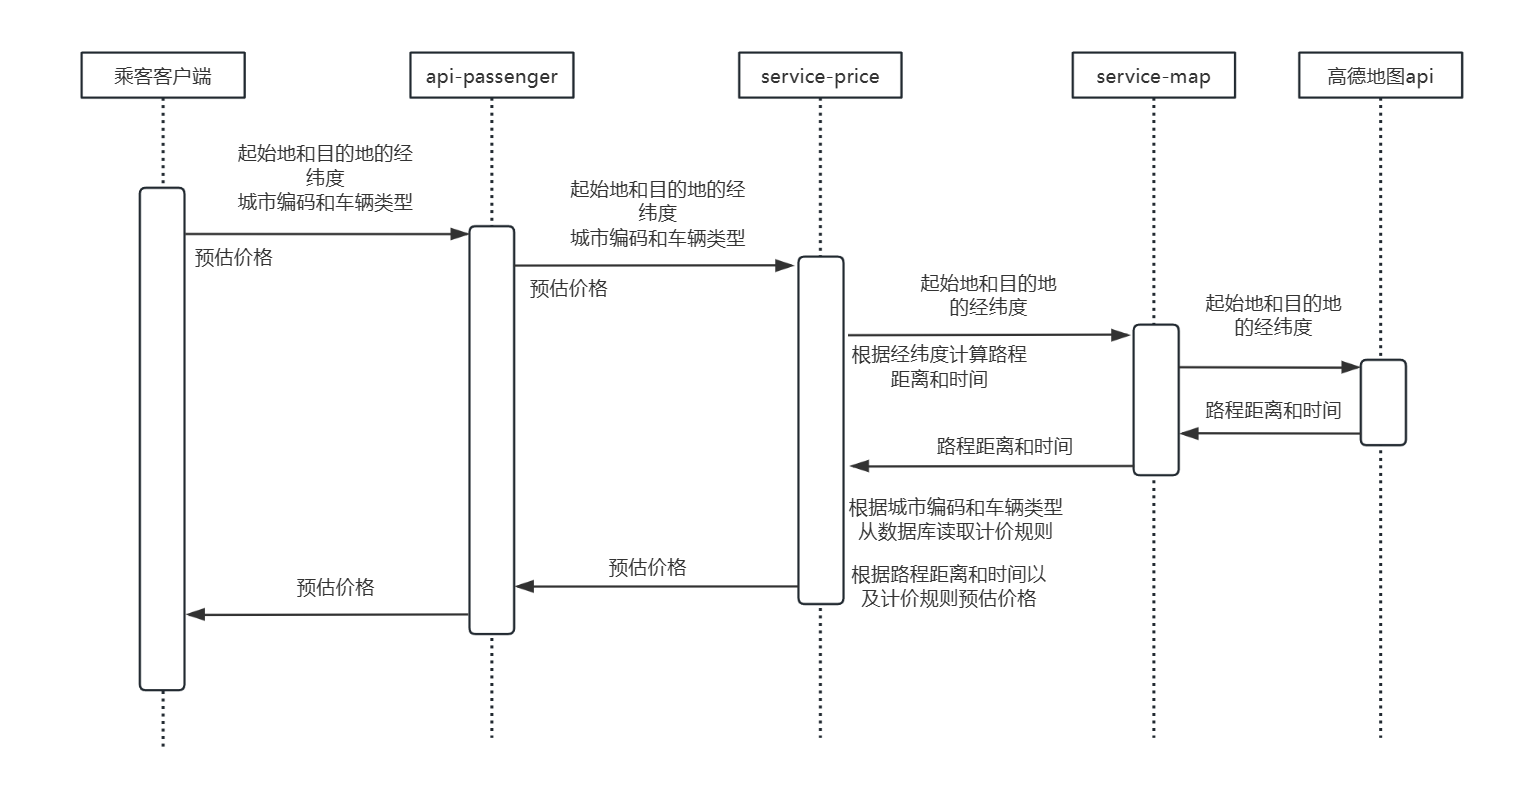 乘客客户端
api-passenger
service-price
service-map
高德地图api
起始地和目的地的经
纬度
城市编码和车辆类型
预估价格
起始地和目的地的经
纬度
城市编码和车辆类型
预估价格
起始地和目的地
的经纬度
根据经纬度计算路程
距离和时间
起始地和目的地
的经纬度
路程距离和时间
路程距离和时间
根据城市编码和车辆类型
从数据库读取计价规则
根据路程距离和时间以
及计价规则预估价格
预估价格
预估价格